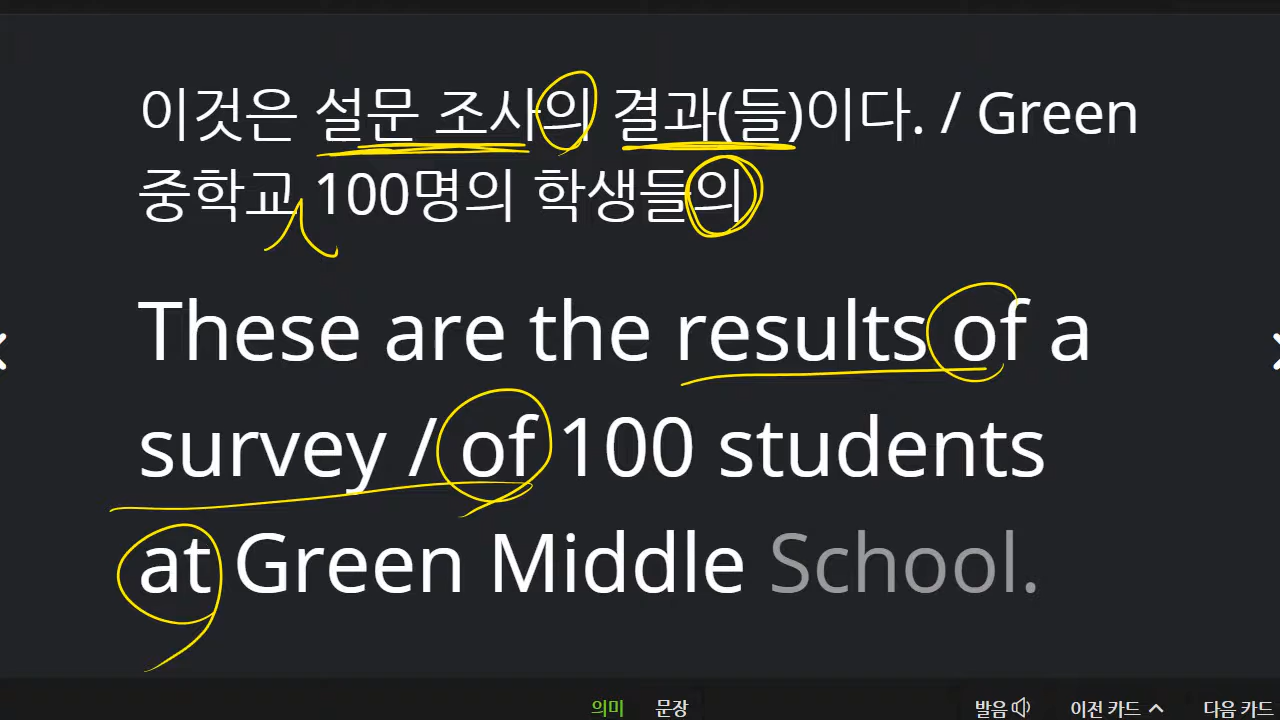 이것은 설문 조사의 결과(들)이다. / Green
중학교 100명의 학생들의
These are the results of a
survey / of 100 students
at Green Middle School.
의미 문장 발음 이전 카드 다음 카드